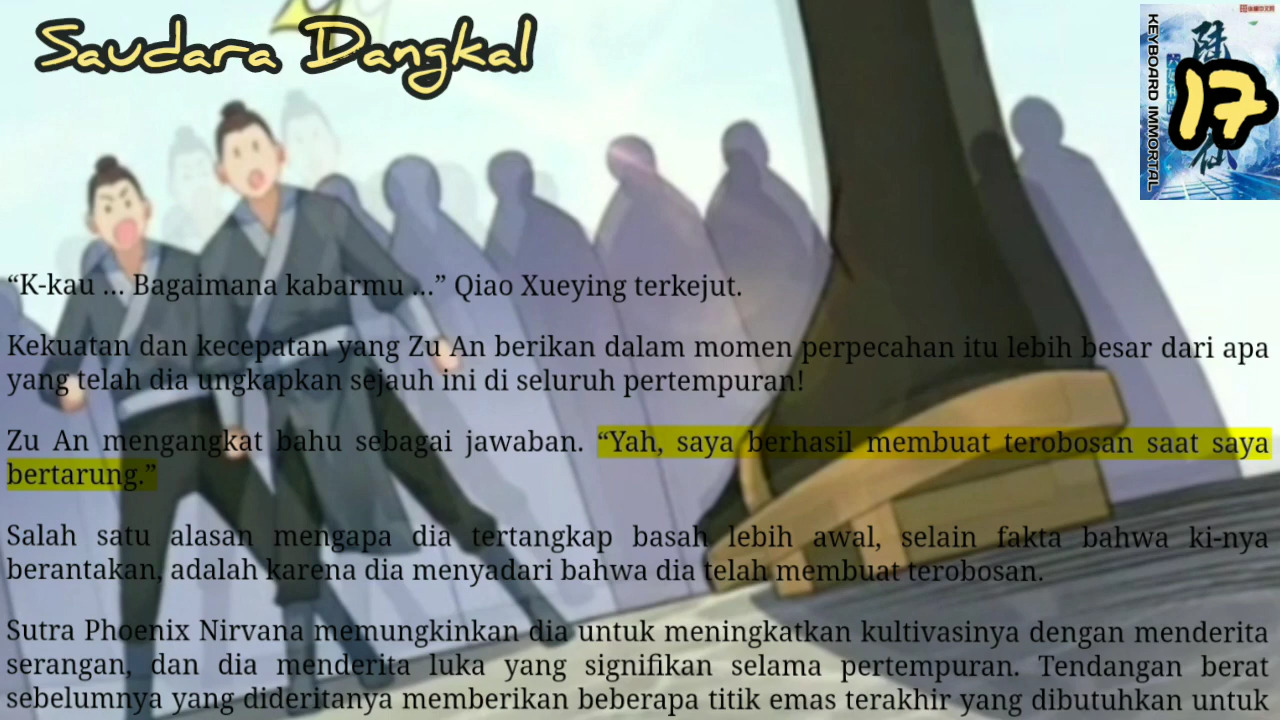 Saudara Dangkal
KEYBOARD IMMORTAL
17
“K-kau ... Bagaimana kabarmu ...” Qiao Xueying terkejut.
Kekuatan dan kecepatan yang Zu An berikan dalam momen perpecahan itu lebih besar dari apa
yang telah dia ungkapkan sejauh ini di seluruh pertempuran!
Zu An mengangkat bahu sebagai jawaban. “Yah, saya berhasil membuat terobosan saat saya
bertarung.”
Salah satu alasan mengapa dia tertangkap basah lebih awal, selain fakta bahwa ki-nya
berantakan, adalah karena dia menyadari bahwa dia telah membuat terobosan.
Sutra Phoenix Nirvana memungkinkan dia untuk meningkatkan kultivasinya dengan menderita
serangan, dan dia menderita luka yang signifikan selama pertempuran. Tendangan berat
sebelumnya yang dideritanya memberikan beberapa titik emas terakhir yang dibutuhkan untuk